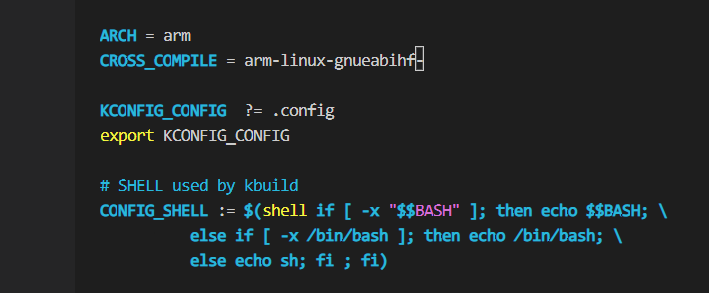 ARCH = arm
CROSS_COMPILE = arm-linux-gnueabihf-
KCONFIG_CONFIG ?= .config
export KCONFIG_CONFIG
# SHELL used by kbuild
CONFIG_SHELL := $(shell if [ -x "$$BASH" ]; then echo $$BASH; \
else if [ -x /bin/bash ]; then echo /bin/bash; \
else echo sh; fi ; fi)